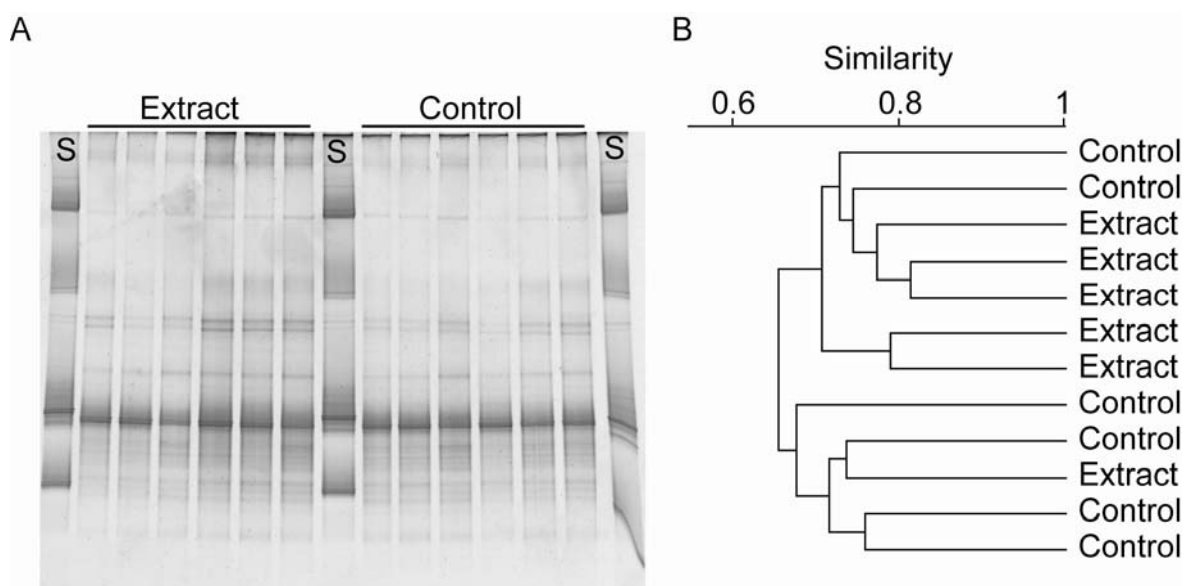 A
Extract
Control
S
S
S
B
Similarity
0.6 0.8 1
Control
Control
Extract
Extract
Extract
Extract
Extract
Control
Control
Extract
Control
Control